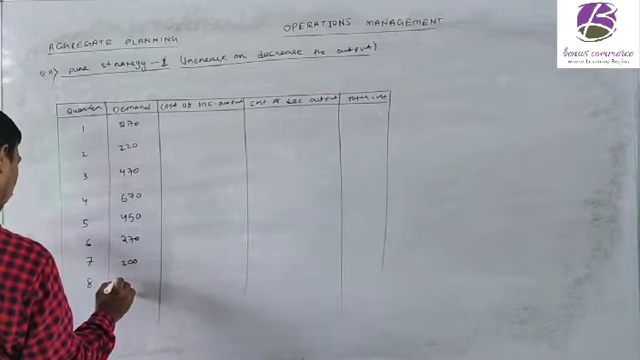 OPERATIONS MANAGEMENT
AGGREGATE PLANNING
pure strategy - 1 (Increase or decrease the output)
Quarter Demand Cost of Inc output Cost of Dec output Total cost
1 270
2 220
3 470
4 670
5 450
6 270
7 200
8
B
benas commerce